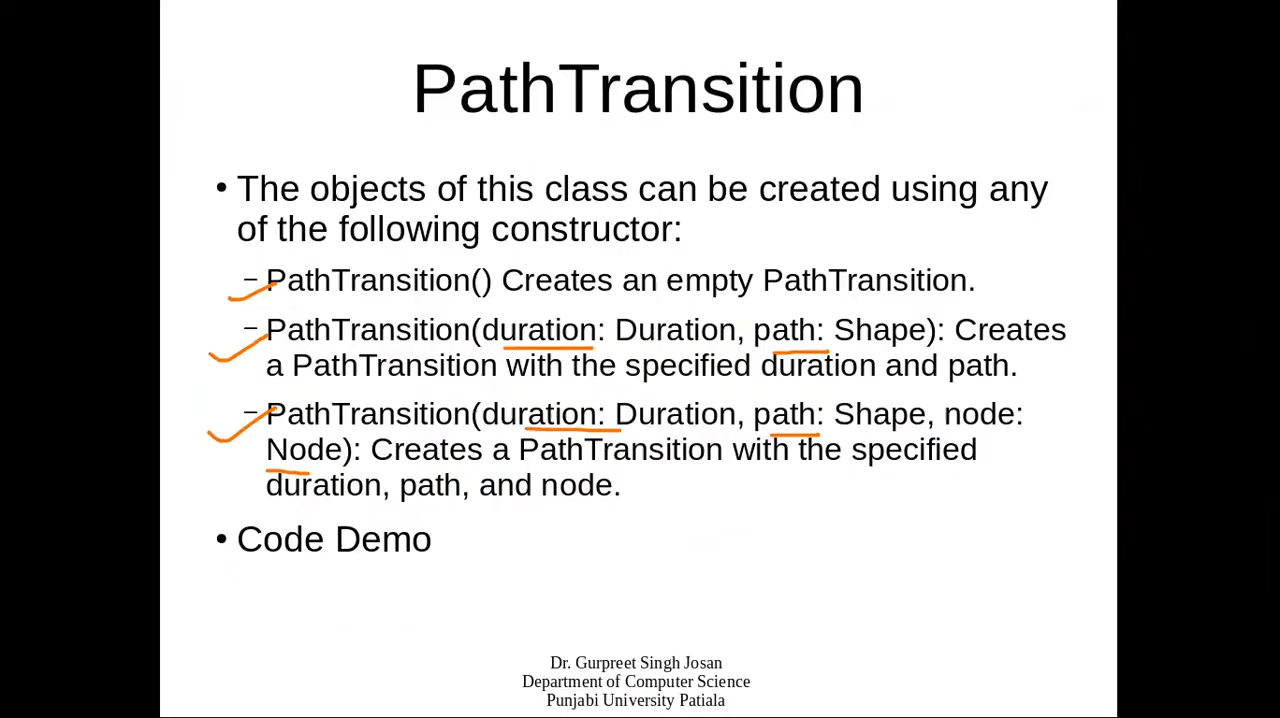 PathTransition
• The objects of this class can be created using any
of the following constructor:
– PathTransition() Creates an empty PathTransition.
– PathTransition(duration: Duration, path: Shape): Creates
a PathTransition with the specified duration and path.
– PathTransition(duration: Duration, path: Shape, node:
Node): Creates a PathTransition with the specified
duration, path, and node.
• Code Demo
Dr. Gurpreet Singh Josan
Department of Computer Science
Punjabi University Patiala